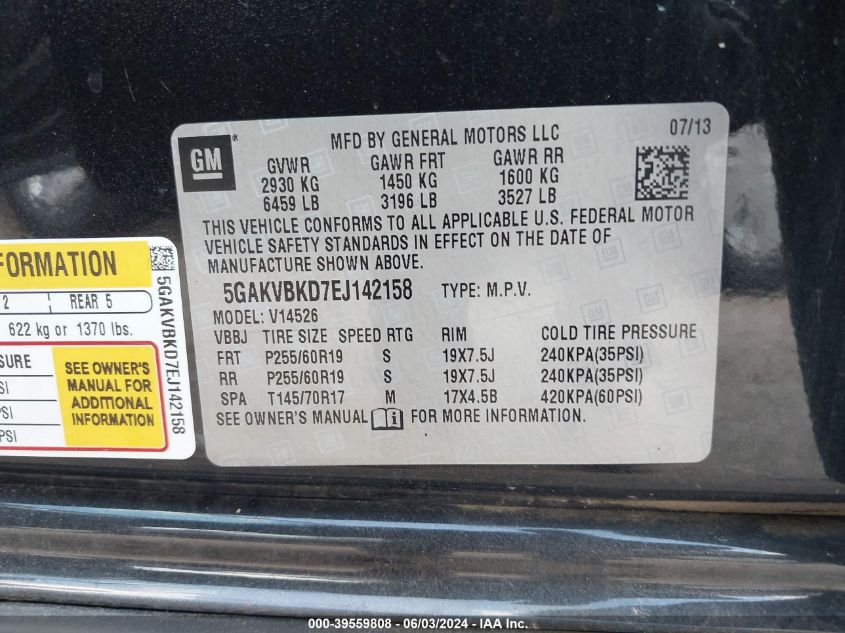 GM
MFD BY GENERAL MOTORS LLC
07/13
GVWR GAWR FRT GAWR RR
2930 KG 1450 KG 1600 KG
6459 LB 3196 LB 3527 LB
THIS VEHICLE CONFORMS TO ALL APPLICABLE U.S. FEDERAL MOTOR
VEHICLE SAFETY STANDARDS IN EFFECT ON THE DATE OF
MANUFACTURE SHOWN ABOVE.
5GAKVBKD7EJ142158 TYPE: M.P.V.
MODEL: V14526
VBBJ TIRE SIZE SPEED RTG RIM COLD TIRE PRESSURE
FRT P255/60R19 S 19X7.5J 240KPA(35PSI)
RR P255/60R19 S 19X7.5J 240KPA(35PSI)
SPA T145/70R17 M 17X4.5B 420KPA(60PSI)
SEE OWNER'S MANUAL FOR MORE INFORMATION.
FORMATION
2 REAR 5
622 kg or 1370 lbs.
SURE
SI
PSI
PSI
SEE OWNER'S
MANUAL FOR
ADDITIONAL
INFORMATION
5GAKVBKD7EJ142158
000-39559808 - 06/03/2024 - IAA Inc.